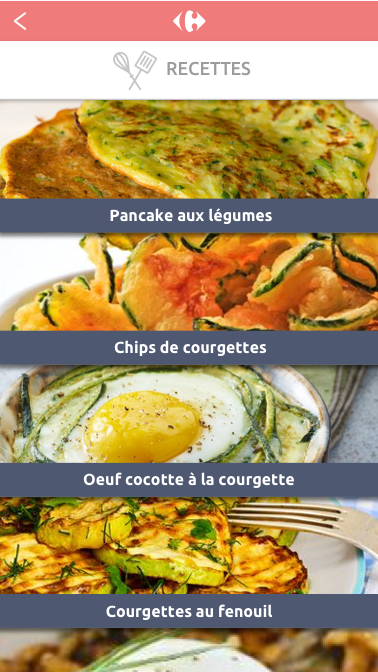 RECETTES
Pancake aux légumes
Chips de courgettes
Oeuf cocotte à la courgette
Courgettes au fenouil